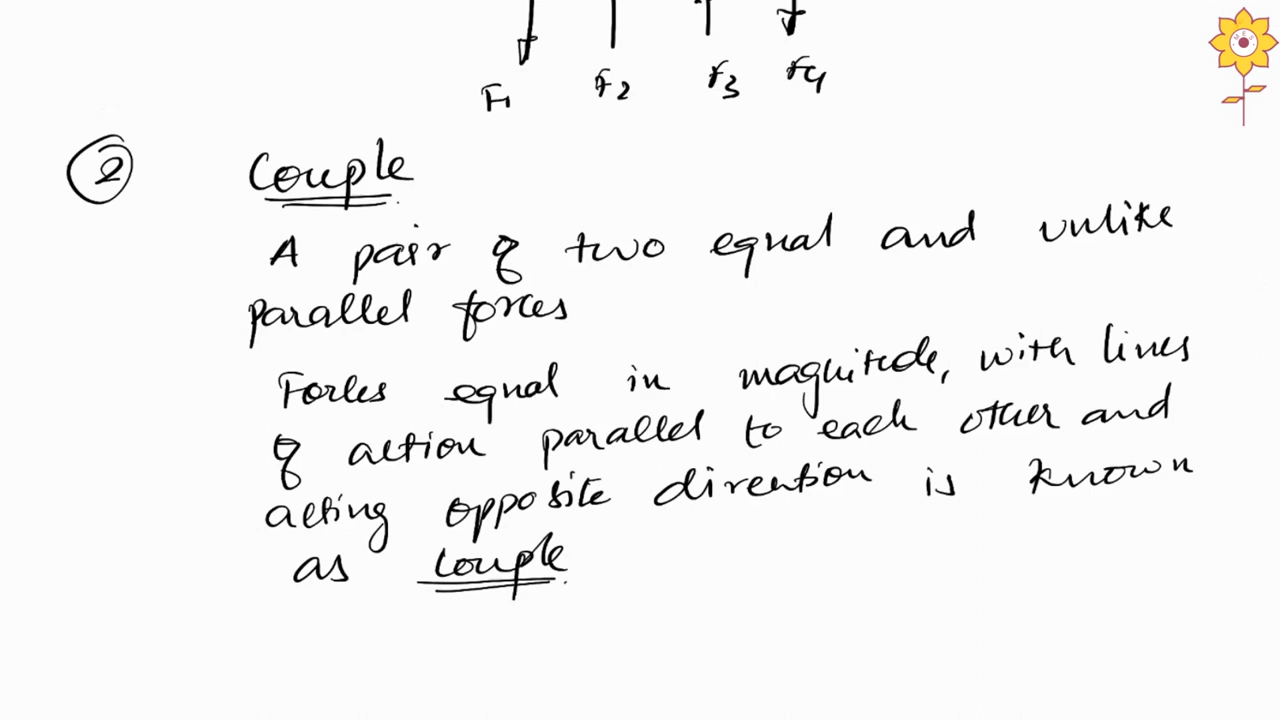 F1 F2 F3 F4
2 Couple
A pair of two equal and unlike
parallel forces
Forces equal in magnitude, with lines
of action parallel to each other and
acting opposite direction is known
as couple
MES